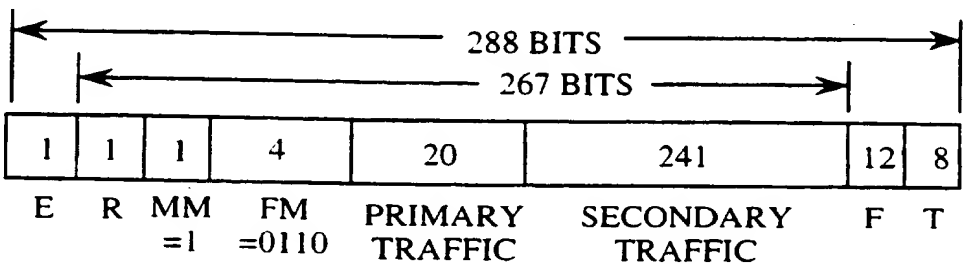 288 BITS
267 BITS
1 1 1 4 20 241 12 8
E R MM FM PRIMARY SECONDARY F T
=1 =0110 TRAFFIC TRAFFIC